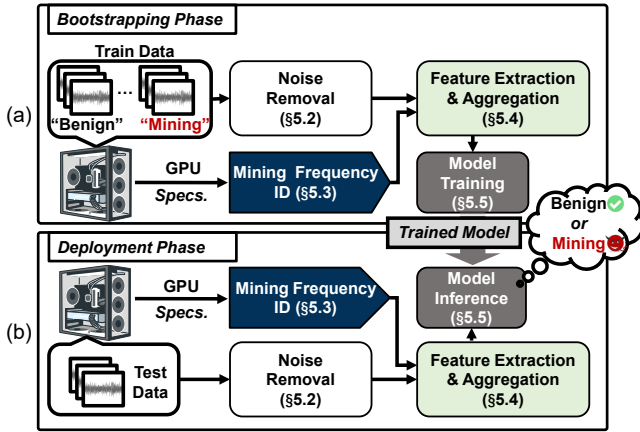 Bootstrapping Phase
Train Data
...
"Benign" "Mining"
Noise
Removal
(§5.2)
Feature Extraction
& Aggregation
(§5.4)
(a)
GPU
Specs.
Mining Frequency
ID (§5.3)
Model
Training
(§5.5)
Trained Model
Benign
or
Mining
Deployment Phase
GPU
Specs.
Mining Frequency
ID (§5.3)
Model
Inference
(§5.5)
(b)
Test
Data
Noise
Removal
(§5.2)
Feature Extraction
& Aggregation
(§5.4)